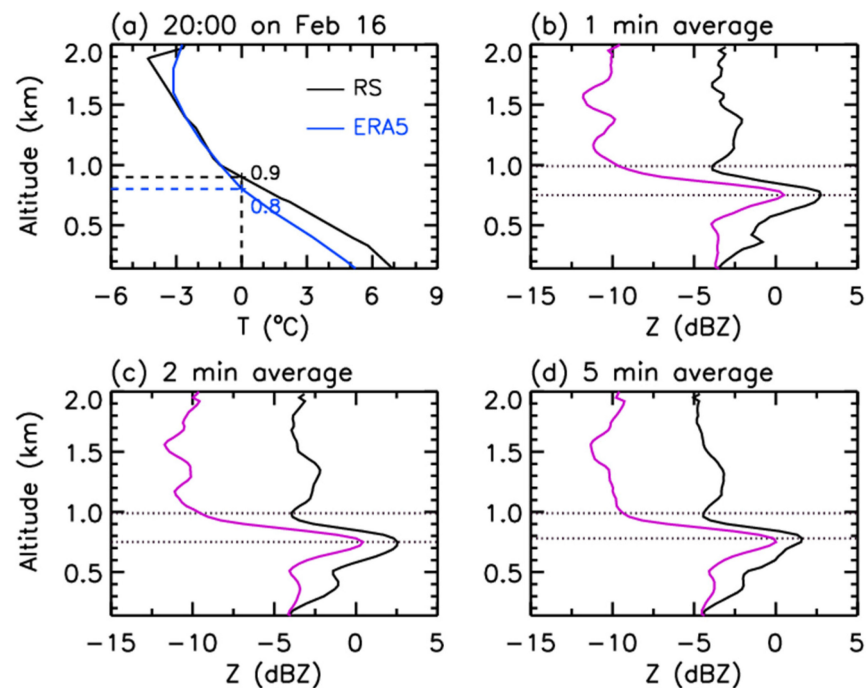 (a) 20:00 on Feb 16
2.0
1.5
1.0
0.5
Altitude (km)
RS
ERA5
0.9
0.8
−6 −3 0 3 6 9
T (°C)
(b) 1 min average
2.0
1.5
1.0
0.5
Altitude (km)
−15 −10 −5 0 5
Z (dBZ)
(c) 2 min average
2.0
1.5
1.0
0.5
Altitude (km)
−15 −10 −5 0 5
Z (dBZ)
(d) 5 min average
2.0
1.5
1.0
0.5
Altitude (km)
−15 −10 −5 0 5
Z (dBZ)